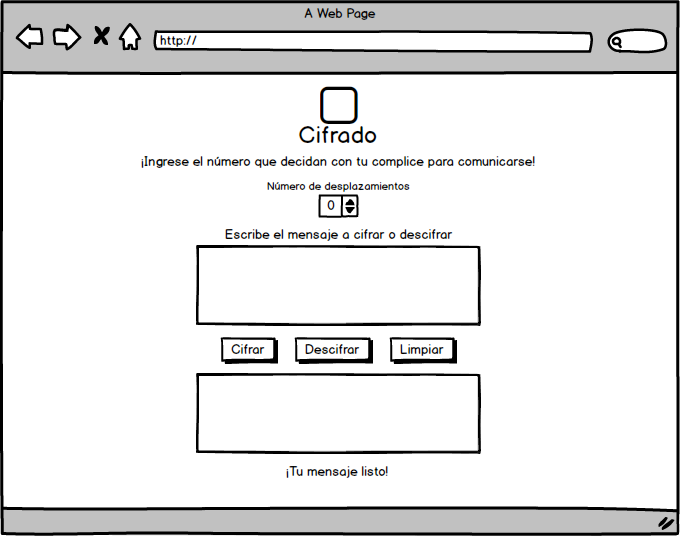 A Web Page
http://
Cifrado
¡Ingrese el número que decidan con tu complice para comunicarse!
Número de desplazamientos
0
Escribe el mensaje a cifrar o descifrar
Cifrar Descifrar Limpiar
¡Tu mensaje listo!